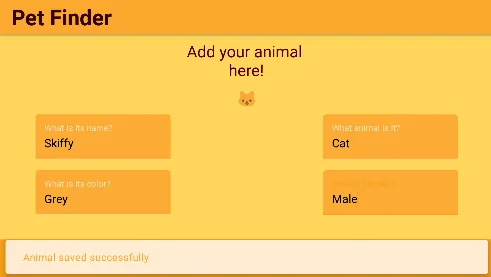 Pet Finder
Add your animal
here!
What is its name?
Skiffy
What animal is it?
Cat
What is its color?
Grey
Male
Animal saved successfully